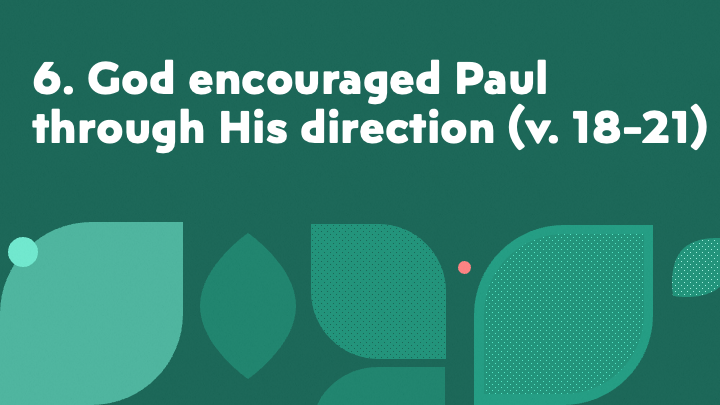 6. God encouraged Paul
through His direction (v. 18-21)